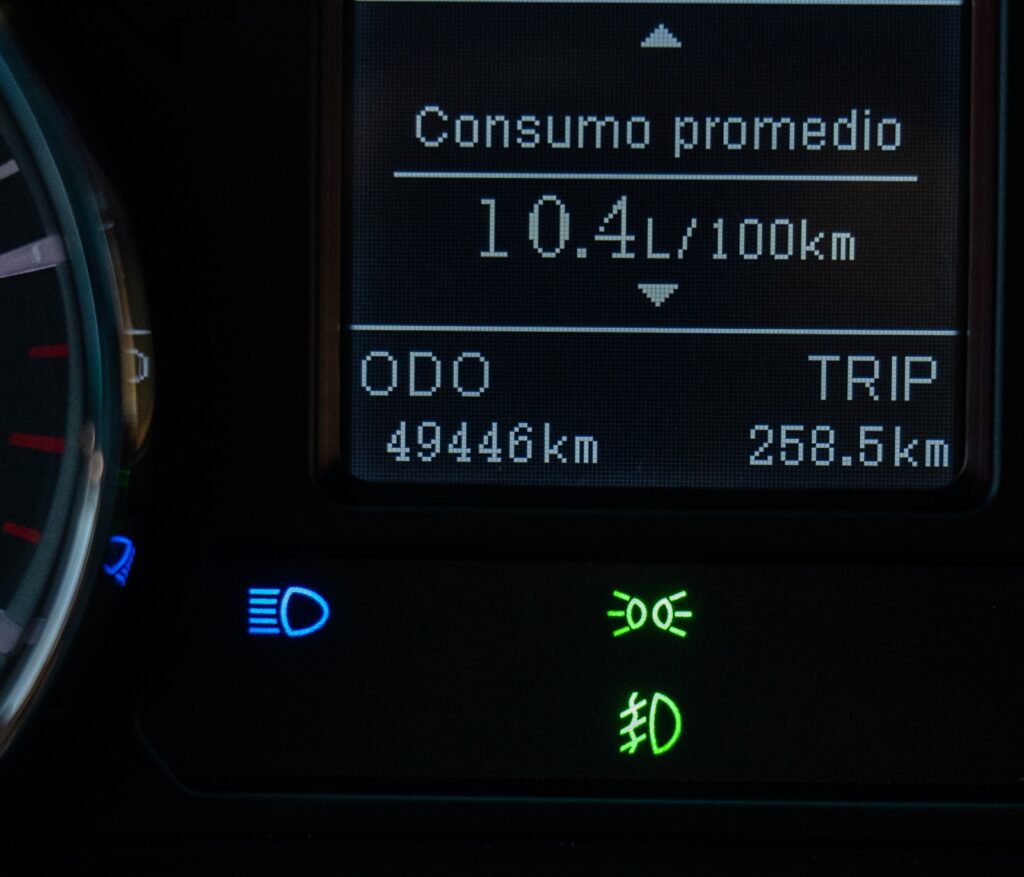 Consumo promedio
10.4L/100km
ODO TRIP
49446km 258.5km